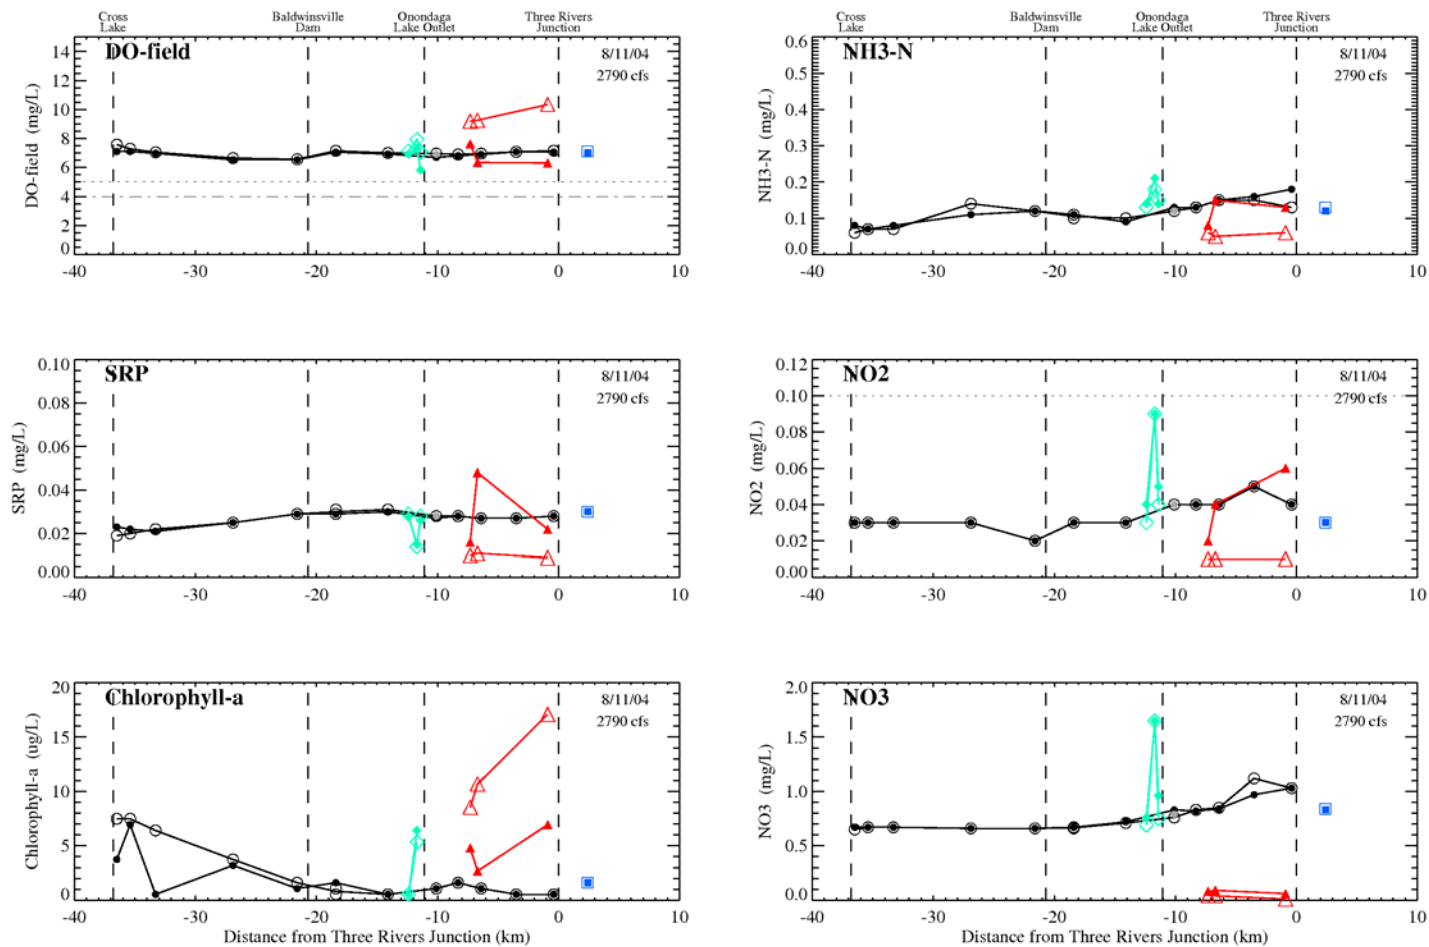 Cross Lake
Baldwinsville Dam
Onondaga Lake Outlet
Three Rivers Junction
DO-field
8/11/04
2790 cfs
DO-field (mg/L)
14
12
10
8
6
4
2
0
-40 -30 -20 -10 0 10
Cross Lake
Baldwinsville Dam
Onondaga Lake Outlet
Three Rivers Junction
NH3-N
8/11/04
2790 cfs
NH3-N (mg/L)
0.6
0.5
0.4
0.3
0.2
0.1
0.0
-40 -30 -20 -10 0 10
SRP
8/11/04
2790 cfs
SRP (mg/L)
0.10
0.08
0.06
0.04
0.02
0.00
-40 -30 -20 -10 0 10
NO2
8/11/04
2790 cfs
NO2 (mg/L)
0.12
0.10
0.08
0.06
0.04
0.02
0.00
-40 -30 -20 -10 0 10
Chlorophyll-a
8/11/04
2790 cfs
Chlorophyll-a (ug/L)
20
15
10
5
0
-40 -30 -20 -10 0 10
Distance from Three Rivers Junction (km)
NO3
8/11/04
2790 cfs
NO3 (mg/L)
2.0
1.5
1.0
0.5
0.0
-40 -30 -20 -10 0 10
Distance from Three Rivers Junction (km)